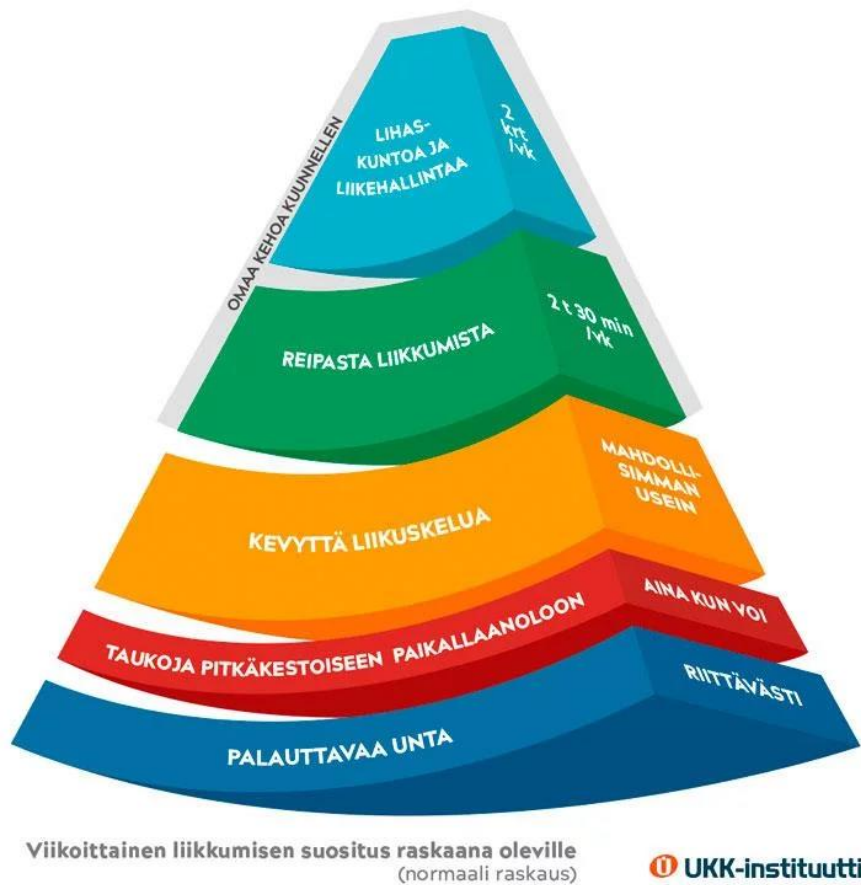 OMAA KEHOA KUUNNELLEN
LIHAS-
KUNTOA JA
LIIKEHALLINTAA
2
krt
/vk
REIPASTA LIIKKUMISTA
2 t 30 min
/vk
KEVYTTÄ LIIKUSKELUA
MAHDOLLI-
SIMMAN
USEIN
TAUKOJA PITKÄKESTOISEEN PAIKALLAANOLOON
AINA KUN VOI
PALAUTTAVAA UNTA
RIITTÄVÄSTI
Viikoittainen liikkumisen suositus raskaana oleville
(normaali raskaus)
UKK-instituutti